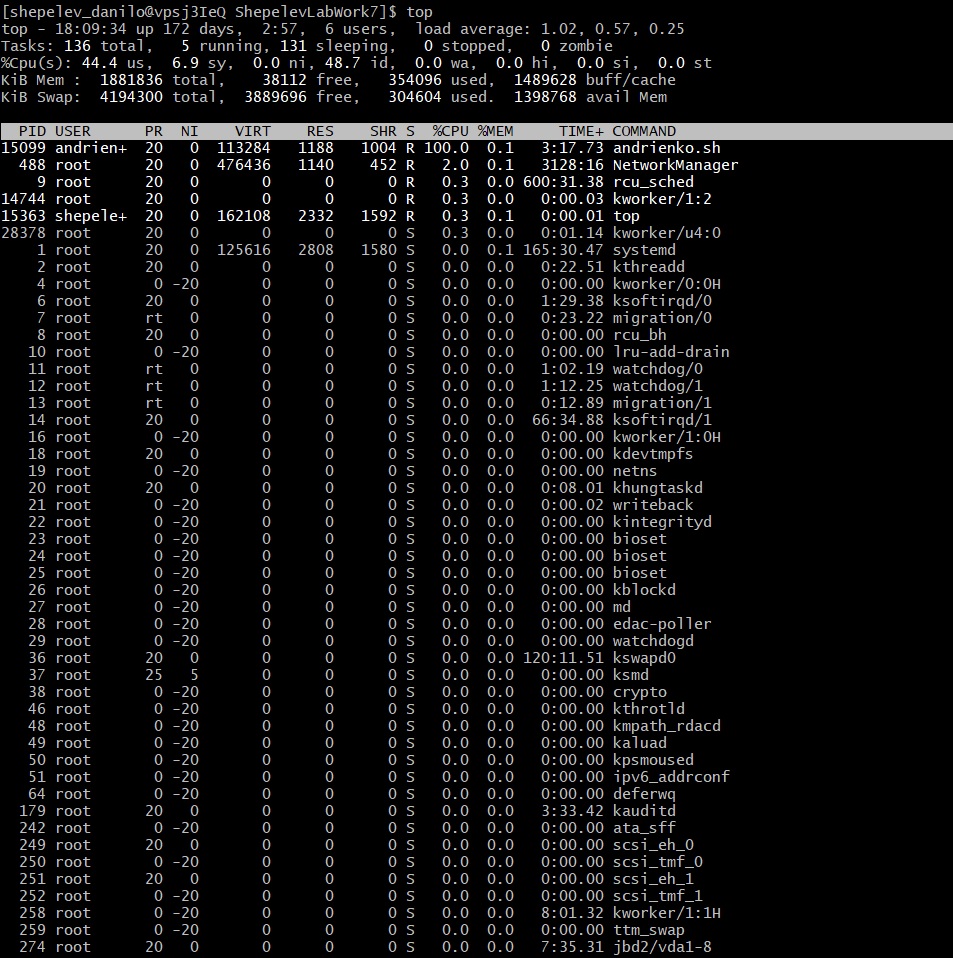 [shepelev_danilo@vpsj3IeQ ShepelevLabWork7]$ top
top - 18:09:34 up 172 days,  2:57,  6 users,  load average: 1.02, 0.57, 0.25
Tasks: 136 total,   5 running, 131 sleeping,   0 stopped,   0 zombie
%Cpu(s): 44.4 us,  6.9 sy,  0.0 ni, 48.7 id,  0.0 wa,  0.0 hi,  0.0 si,  0.0 st
KiB Mem :  1881836 total,    38112 free,   354096 used,  1489628 buff/cache
KiB Swap:  4194300 total,  3889696 free,   304604 used.  1398768 avail Mem
  PID USER      PR  NI    VIRT    RES    SHR S  %CPU %MEM     TIME+ COMMAND
15099 andrien+  20   0  113284   1188   1004 R 100.0  0.1   3:17.73 andrienko.sh
  488 root      20   0  476436   1140    452 R   2.0  0.1   3128:16 NetworkManager
    9 root      20   0       0      0      0 R   0.3  0.0 600:31.38 rcu_sched
14744 root      20   0       0      0      0 R   0.3  0.0   0:00.03 kworker/1:2
15363 shepele+  20   0  162108   2332   1592 R   0.3  0.1   0:00.01 top
28378 root      20   0       0      0      0 S   0.3  0.0   0:01.14 kworker/u4:0
    1 root      20   0  125616   2808   1580 S   0.0  0.1 165:30.47 systemd
    2 root      20   0       0      0      0 S   0.0  0.0   0:22.51 kthreadd
    4 root       0 -20       0      0      0 S   0.0  0.0   0:00.00 kworker/0:0H
    6 root      20   0       0      0      0 S   0.0  0.0   1:29.38 ksoftirqd/0
    7 root      rt   0       0      0      0 S   0.0  0.0   0:23.22 migration/0
    8 root      20   0       0      0      0 S   0.0  0.0   0:00.00 rcu_bh
   10 root       0 -20       0      0      0 S   0.0  0.0   0:00.00 lru-add-drain
   11 root      rt   0       0      0      0 S   0.0  0.0   1:02.19 watchdog/0
   12 root      rt   0       0      0      0 S   0.0  0.0   1:12.25 watchdog/1
   13 root      rt   0       0      0      0 S   0.0  0.0   0:12.89 migration/1
   14 root      20   0       0      0      0 S   0.0  0.0  66:34.88 ksoftirqd/1
   16 root       0 -20       0      0      0 S   0.0  0.0   0:00.00 kworker/1:0H
   18 root      20   0       0      0      0 S   0.0  0.0   0:00.00 kdevtmpfs
   19 root       0 -20       0      0      0 S   0.0  0.0   0:00.00 netns
   20 root      20   0       0      0      0 S   0.0  0.0   0:08.01 khungtaskd
   21 root       0 -20       0      0      0 S   0.0  0.0   0:00.02 writeback
   22 root       0 -20       0      0      0 S   0.0  0.0   0:00.00 kintegrityd
   23 root       0 -20       0      0      0 S   0.0  0.0   0:00.00 bioset
   24 root       0 -20       0      0      0 S   0.0  0.0   0:00.00 bioset
   25 root       0 -20       0      0      0 S   0.0  0.0   0:00.00 bioset
   26 root       0 -20       0      0      0 S   0.0  0.0   0:00.00 kblockd
   27 root       0 -20       0      0      0 S   0.0  0.0   0:00.00 md
   28 root       0 -20       0      0      0 S   0.0  0.0   0:00.00 edac-poller
   29 root       0 -20       0      0      0 S   0.0  0.0   0:00.00 watchdogd
   36 root      20   0       0      0      0 S   0.0  0.0 120:11.51 kswapd0
   37 root      25   5       0      0      0 S   0.0  0.0   0:00.00 ksmd
   38 root       0 -20       0      0      0 S   0.0  0.0   0:00.00 crypto
   46 root       0 -20       0      0      0 S   0.0  0.0   0:00.00 kthrotld
   48 root       0 -20       0      0      0 S   0.0  0.0   0:00.00 kmpath_rdacd
   49 root       0 -20       0      0      0 S   0.0  0.0   0:00.00 kaluad
   50 root       0 -20       0      0      0 S   0.0  0.0   0:00.00 kpsmoused
   51 root       0 -20       0      0      0 S   0.0  0.0   0:00.00 ipv6_addrconf
   64 root       0 -20       0      0      0 S   0.0  0.0   0:00.00 deferwq
  179 root      20   0       0      0      0 S   0.0  0.0   3:33.42 kauditd
  242 root       0 -20       0      0      0 S   0.0  0.0   0:00.00 ata_sff
  249 root      20   0       0      0      0 S   0.0  0.0   0:00.00 scsi_eh_0
  250 root       0 -20       0      0      0 S   0.0  0.0   0:00.00 scsi_tmf_0
  251 root      20   0       0      0      0 S   0.0  0.0   0:00.00 scsi_eh_1
  252 root       0 -20       0      0      0 S   0.0  0.0   0:00.00 scsi_tmf_1
  258 root       0 -20       0      0      0 S   0.0  0.0   8:01.32 kworker/1:1H
  259 root       0 -20       0      0      0 S   0.0  0.0   0:00.00 ttm_swap
  274 root      20   0       0      0      0 S   0.0  0.0   7:35.31 jbd2/vda1-8